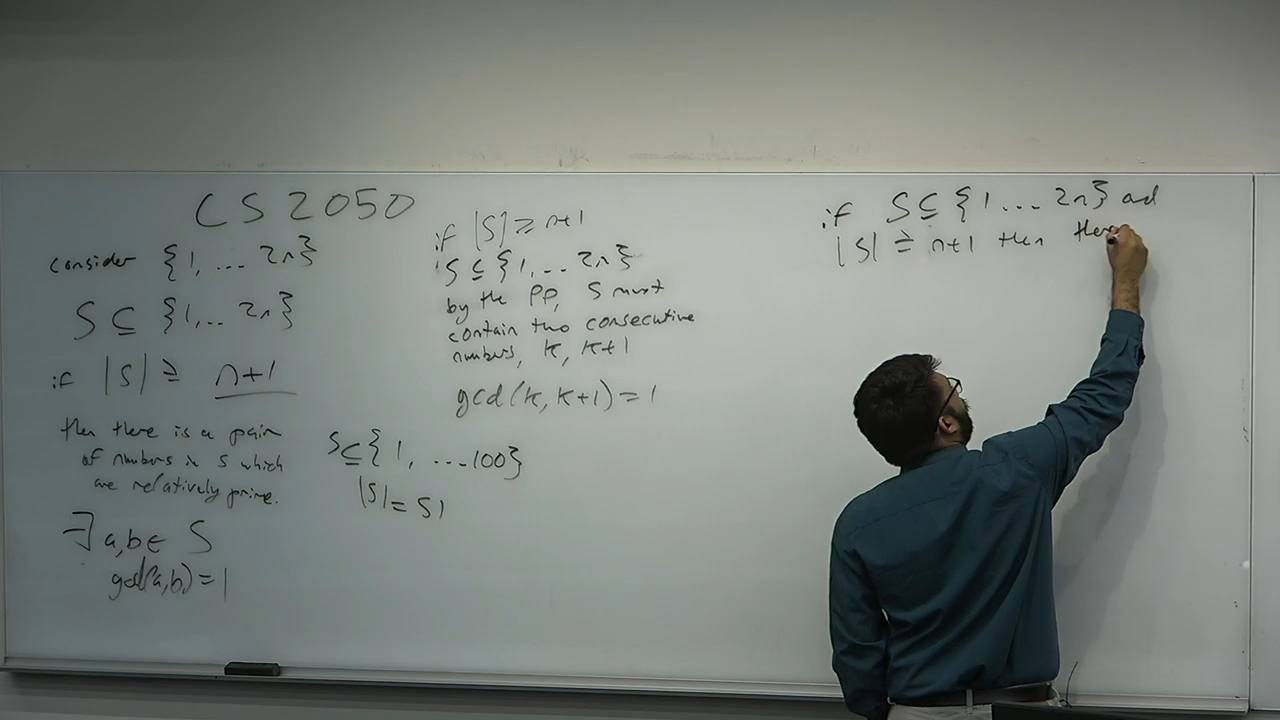 CS 2050
consider {1, ... 2n}
S ⊆ {1, .. 2n}
if |S| ≥ n+1
then there is a pair
of numbers in S which
are relatively prime.
∃ a,b ∈ S
gcd(a,b) = 1
if |S| ≥ n+1
S ⊆ {1, .. 2n}
by the PP, S must
contain two consecutive
numbers, k, k+1
gcd(k, k+1) = 1
S ⊆ {1, ... 100}
|S| = 51
if S ⊆ {1 ... 2n} ad
|S| ≥ n+1 then there